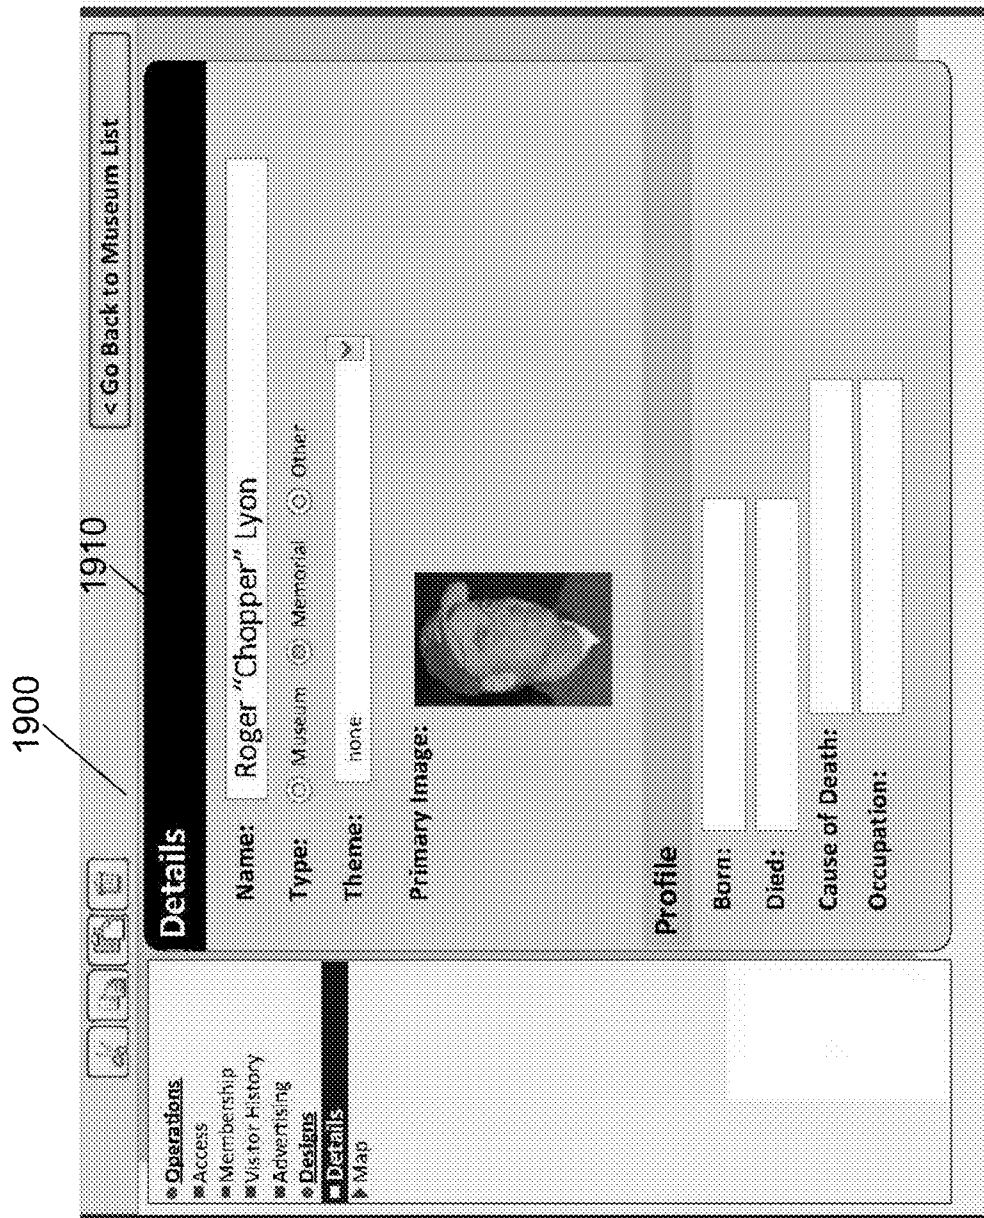 1900
1910
< Go Back to Museum List
Operations
Access
Membership
Visitor History
Advertising
Designs
Details
Map
Details
Name: Roger “Chopper” Lyon
Type: Museum Memorial Other
Theme: none
Primary Image:
Profile
Born:
Died:
Cause of Death:
Occupation: